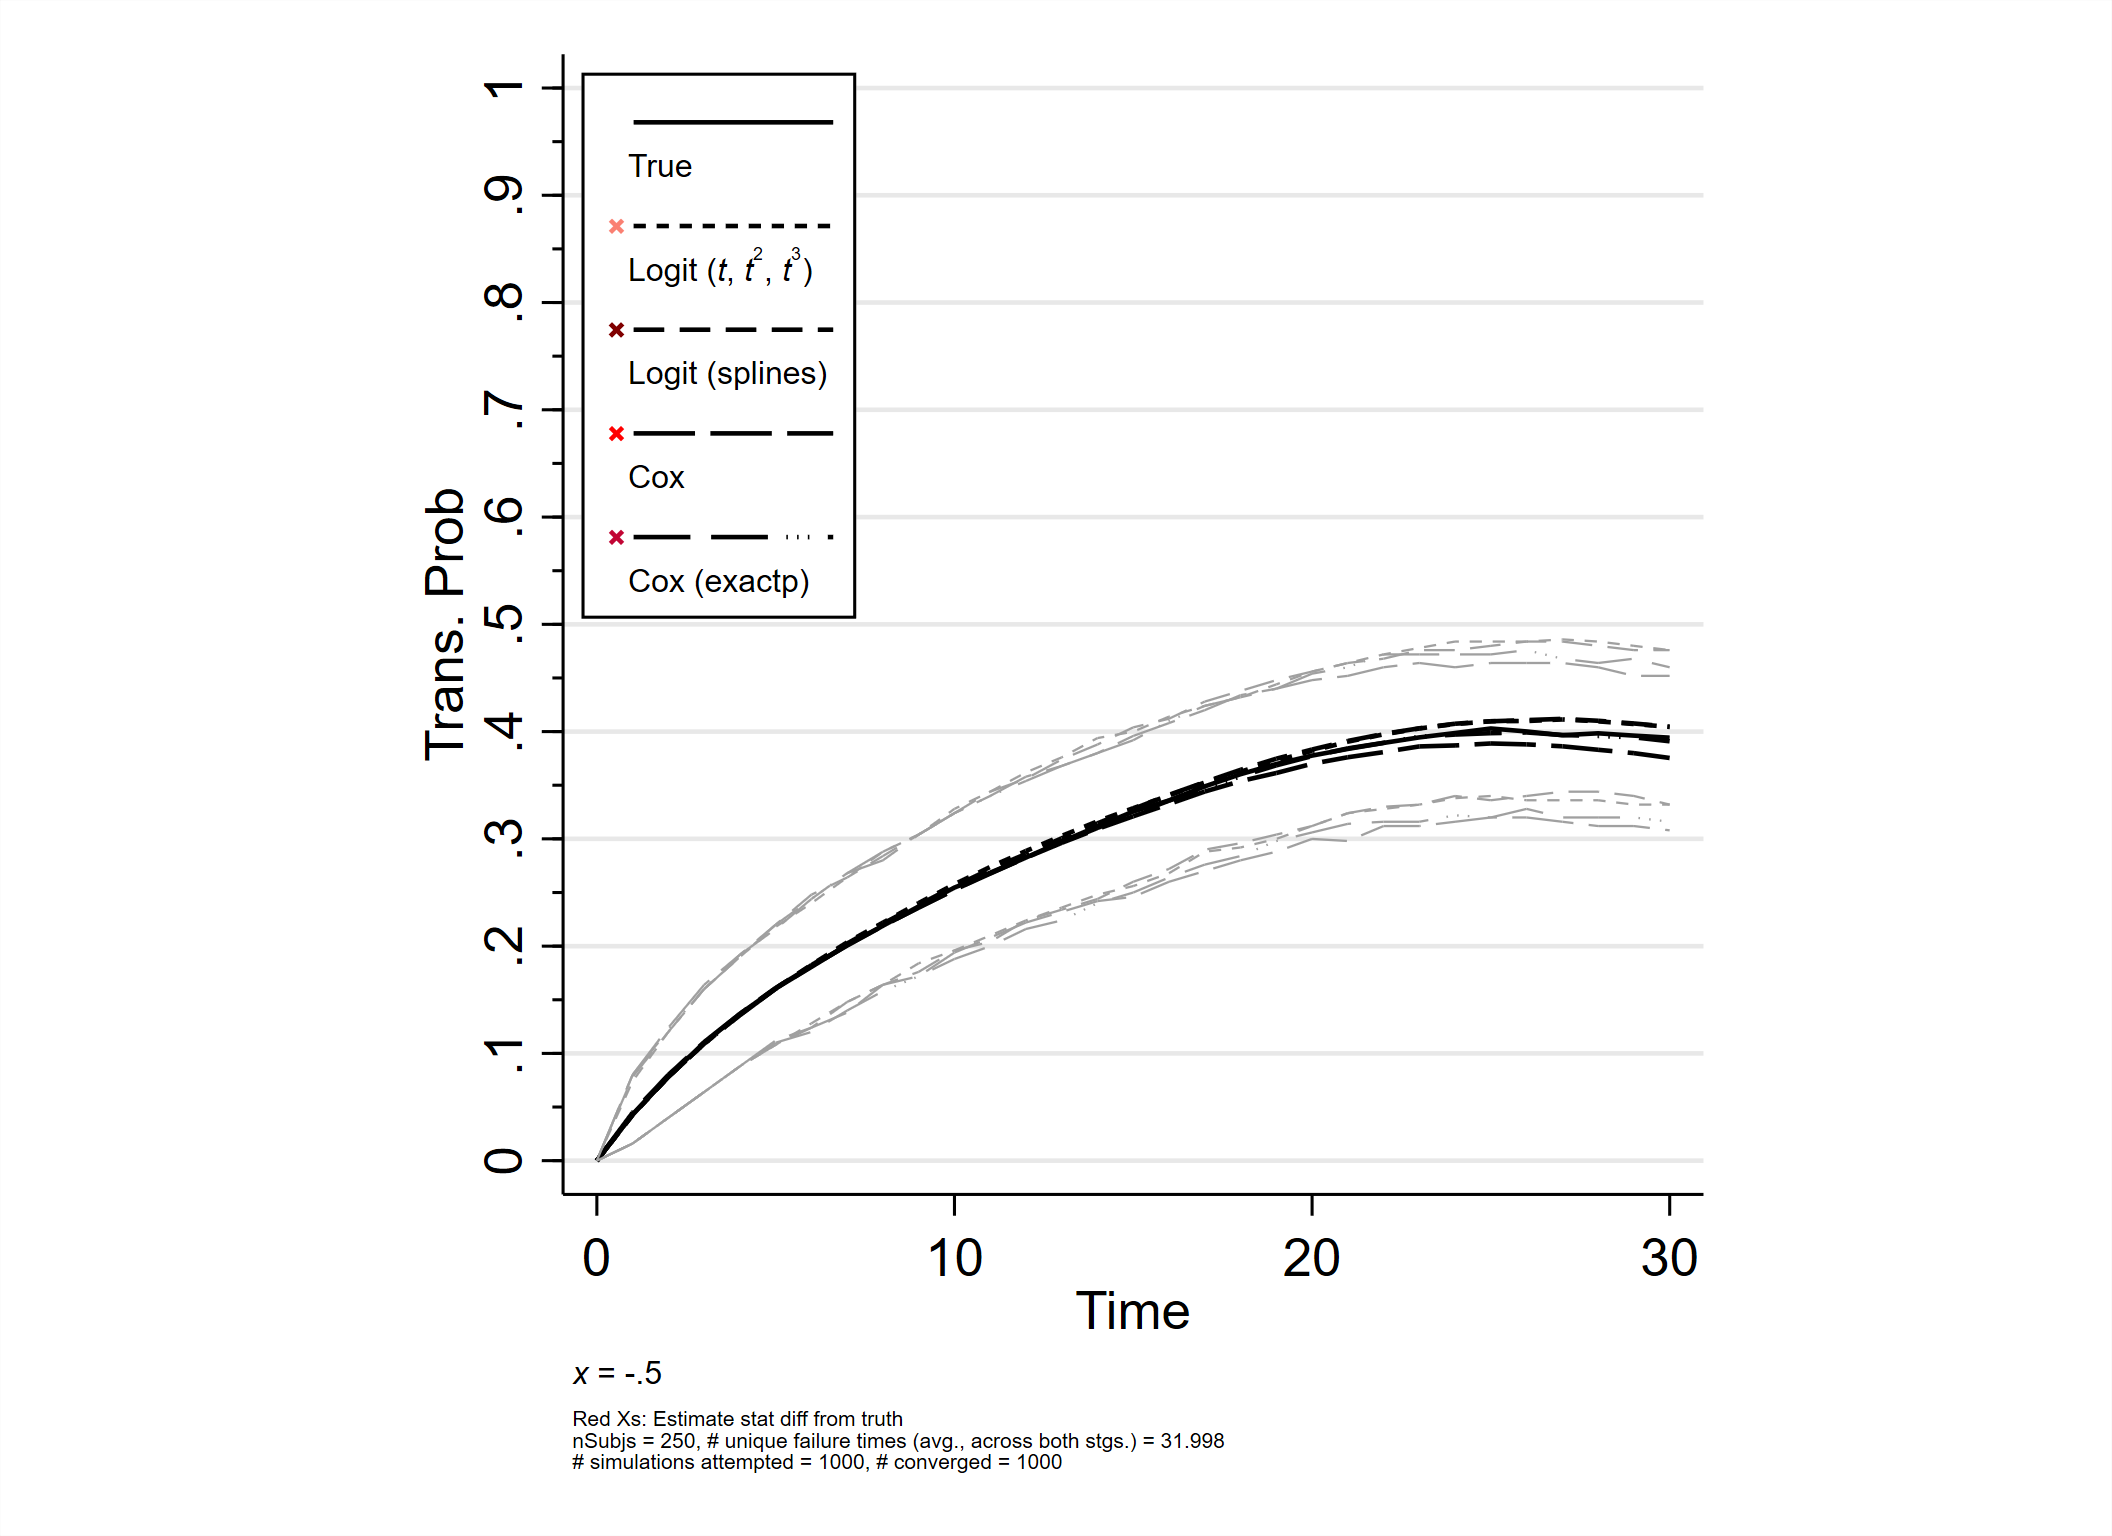 Trans. Prob
1
.9
.8
.7
.6
.5
.4
.3
.2
.1
0
True
Logit (t, t², t³)
Logit (splines)
Cox
Cox (exactp)
0 10 20 30
Time
x = -.5
Red Xs: Estimate stat diff from truth
nSubjs = 250, # unique failure times (avg., across both stgs.) = 31.998
# simulations attempted = 1000, # converged = 1000